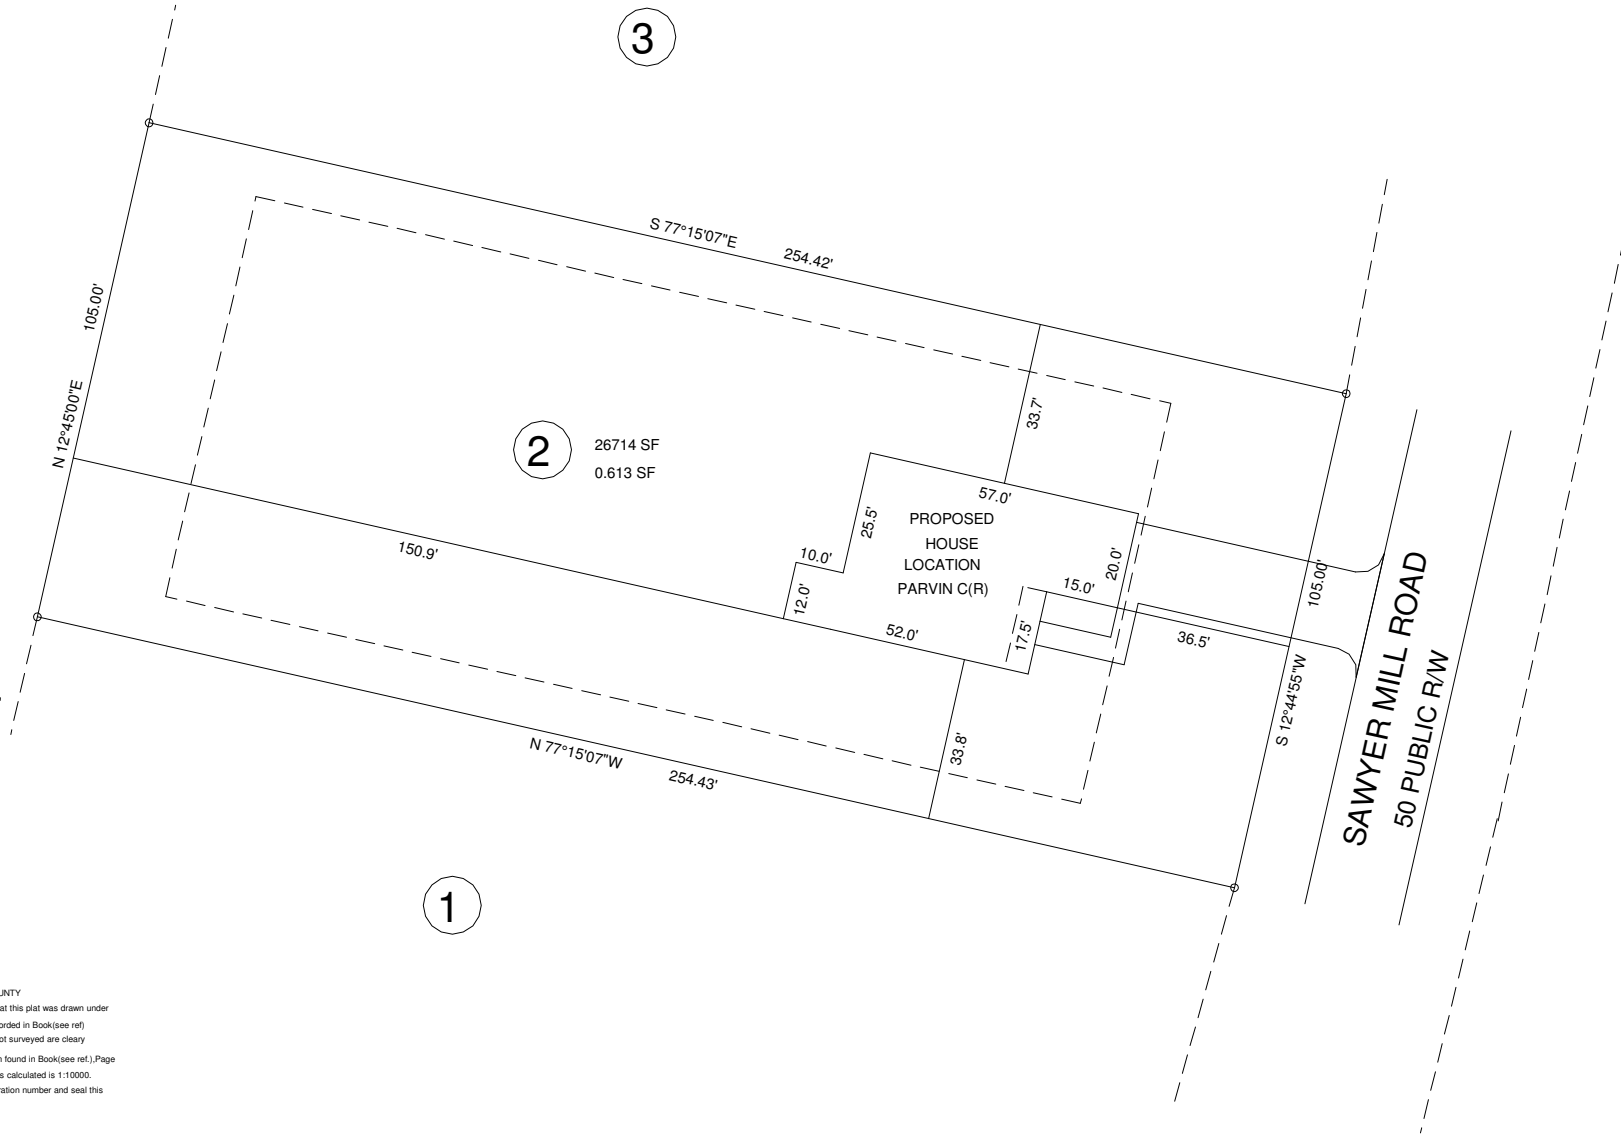 3
S 77°15'07"E
254.42'
105.00'
N 12°45'00"E
33.7'
2
26714 SF
0.613 SF
57.0'
25.5'
PROPOSED
HOUSE
LOCATION
PARVIN C(R)
10.0'
12.0'
20.0'
15.0'
17.5'
150.9'
52.0'
36.5'
105.00'
S 12°44'55"W
33.8'
N 77°15'07"W
254.43'
SAWYER MILL ROAD
50 PUBLIC R/W
1
at this plat was drawn under
in Book(see ref)
surveyed are cleary
found in Book(see ref.),Page
calculated is 1:10000.
number and seal this